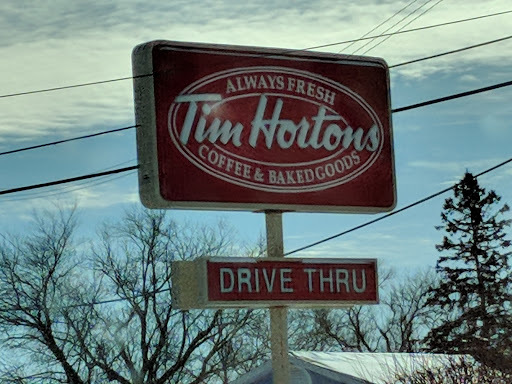 ALWAYS FRESH
Tim Hortons
COFFEE & BAKED GOODS
DRIVE THRU